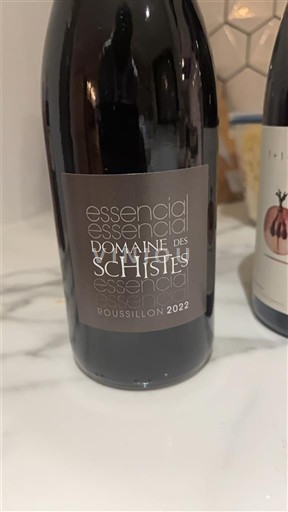 essencial
essencial
DOMAINE DES
SCHISTES
essencial
essencial
ROUSSILLON 2022